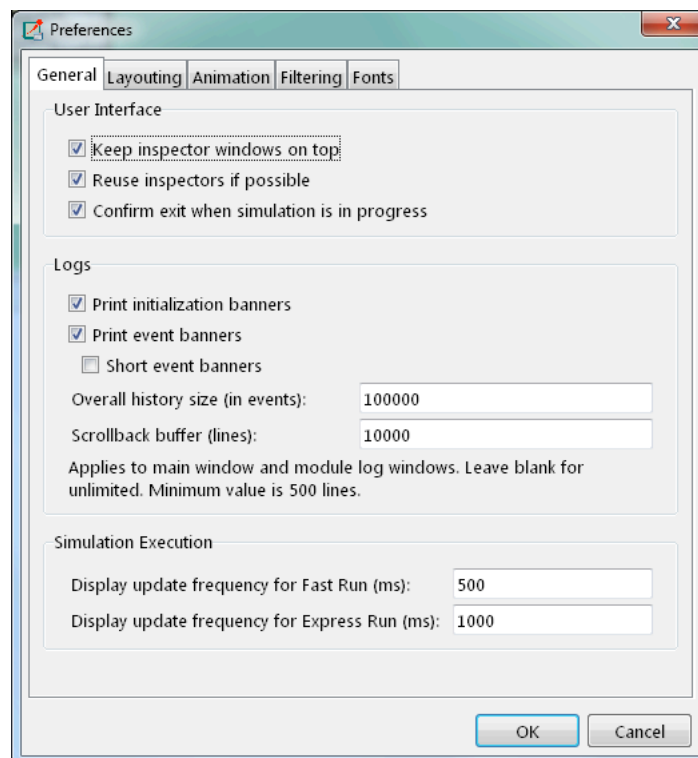 Preferences
General Layouting Animation Filtering Fonts
User Interface
Keep inspector windows on top
Reuse inspectors if possible
Confirm exit when simulation is in progress
Logs
Print initialization banners
Print event banners
Short event banners
Overall history size (in events): 100000
Scrollback buffer (lines): 10000
Applies to main window and module log windows. Leave blank for
unlimited. Minimum value is 500 lines.
Simulation Execution
Display update frequency for Fast Run (ms): 500
Display update frequency for Express Run (ms): 1000
OK Cancel